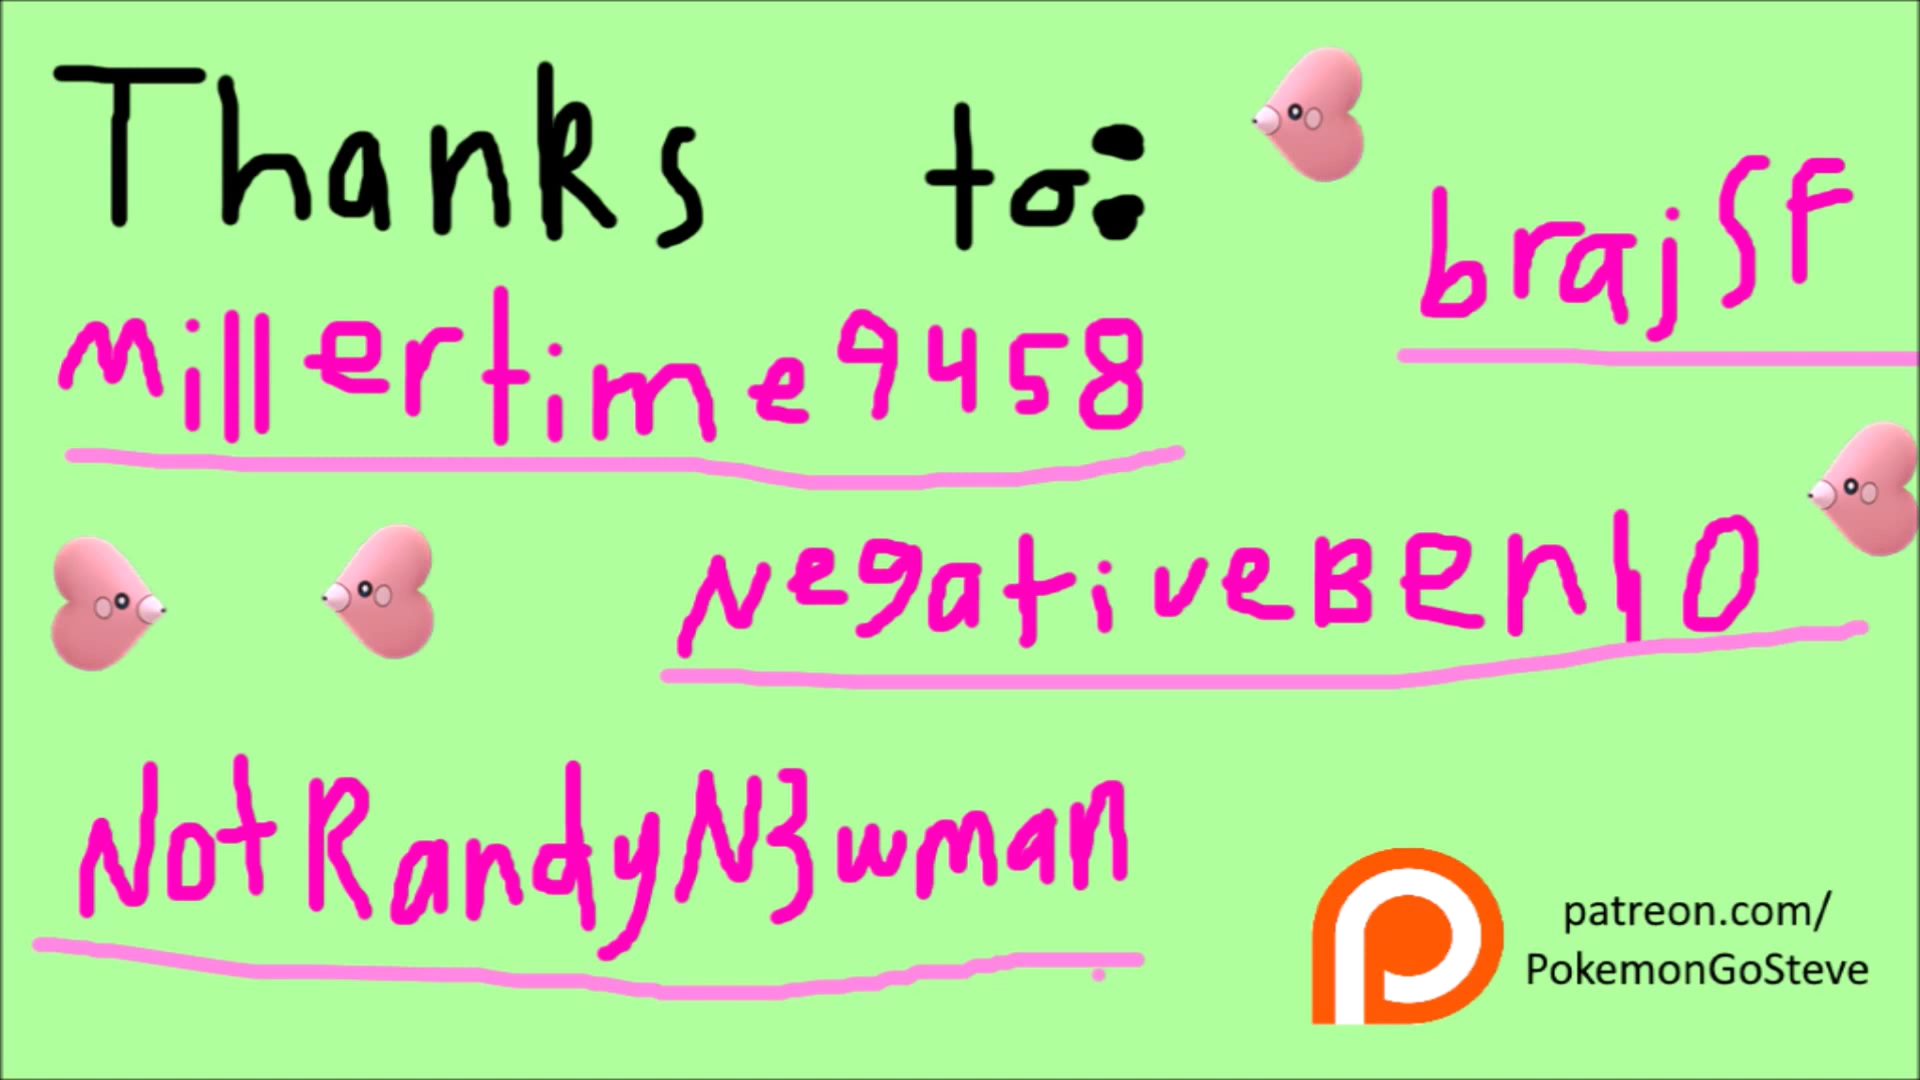 Thanks to:
brajSF
Millertime9458
NegativeBEn10
NotRandyN3wman
patreon.com/
PokemonGoSteve